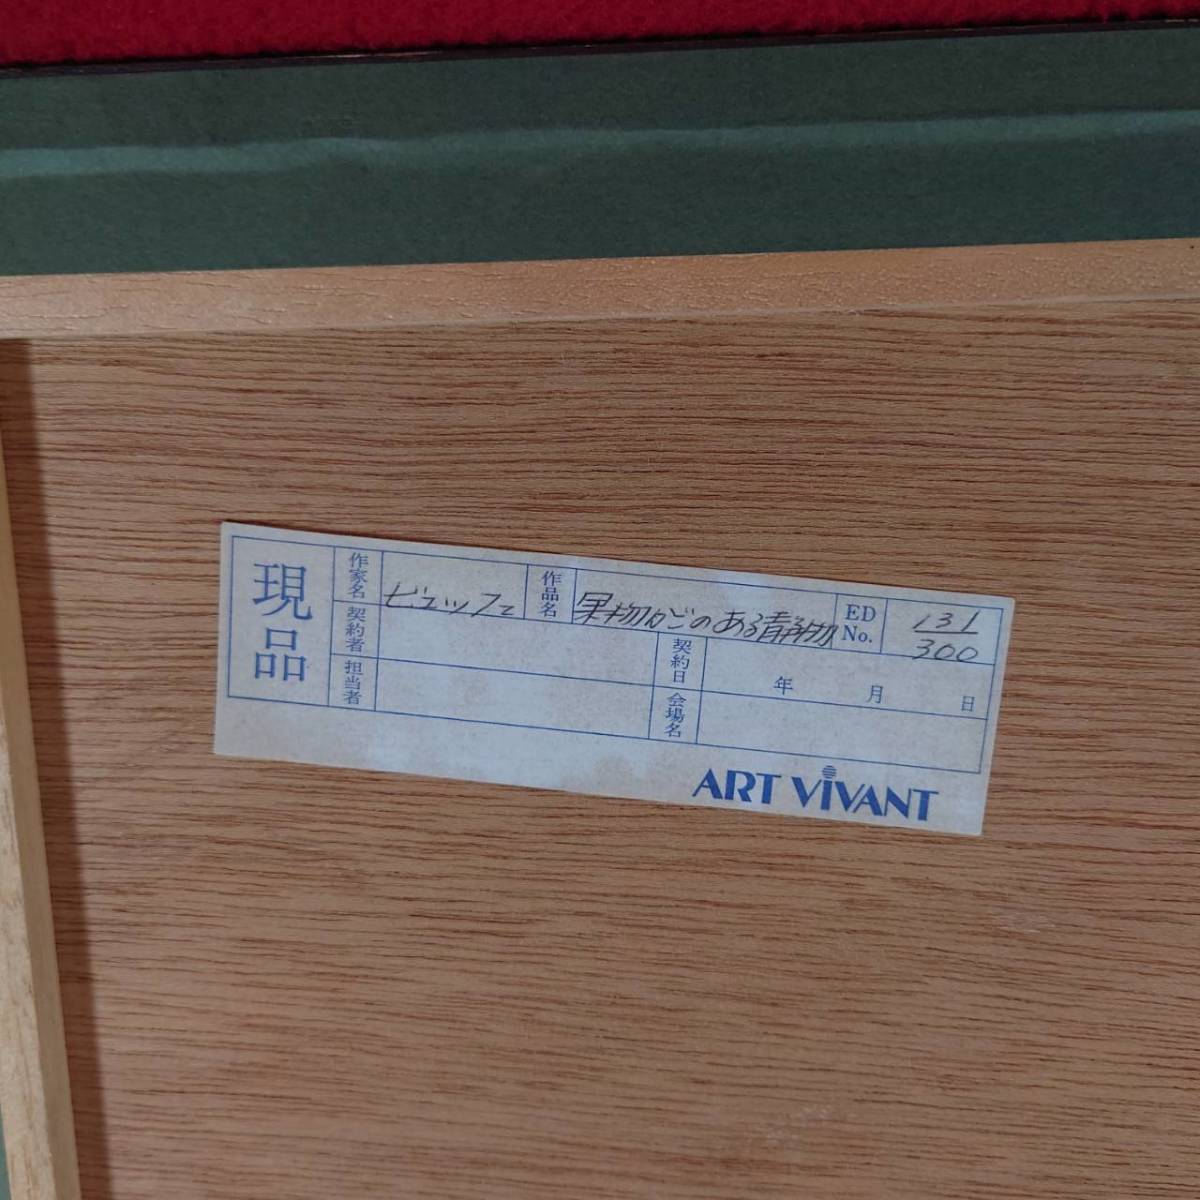 現品
作家名 ビュッフェ 作品名 果物かごのある静物 ED No. 131/300
契約者 契約日 年 月 日
担当者 会場名
ART VIVANT